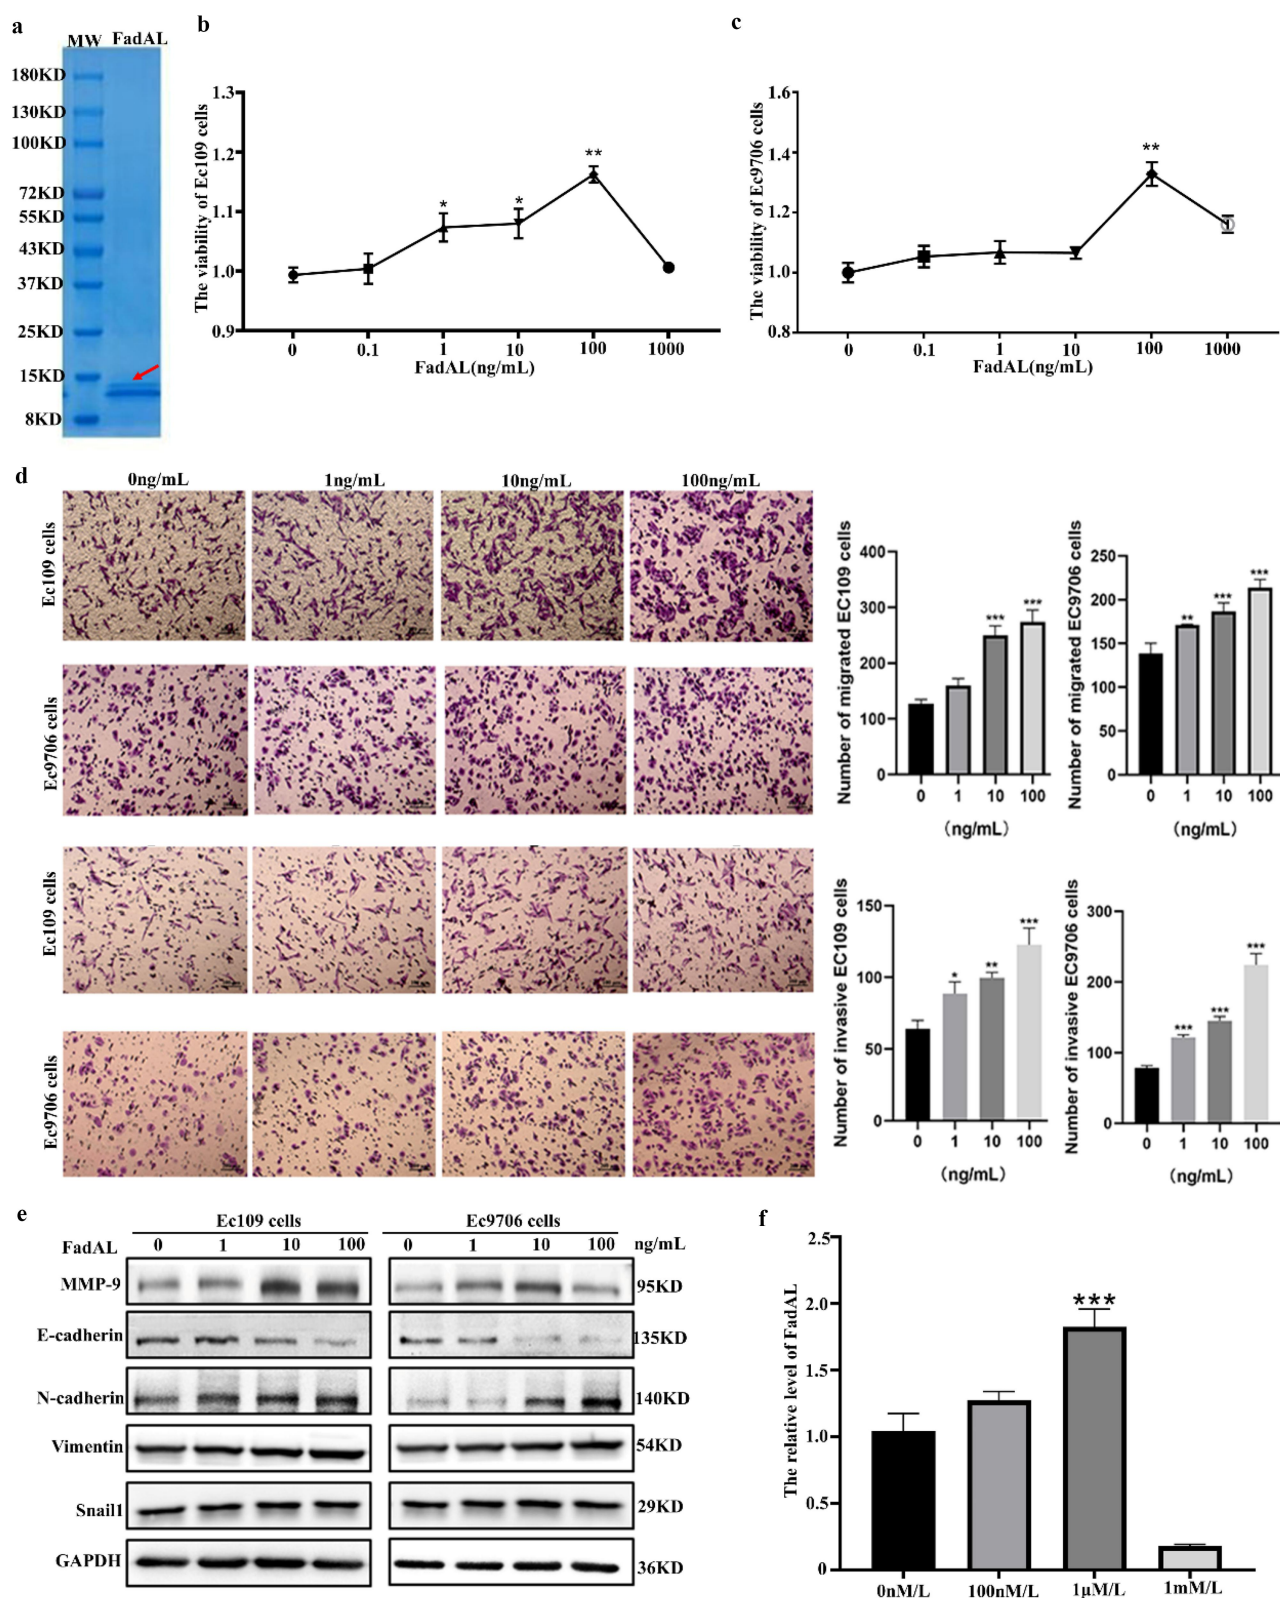 a
MW FadAL
180KD
130KD
100KD
72KD
55KD
43KD
37KD
25KD
15KD
8KD
b
The viability of Ec109 cells
1.3
1.2
1.1
1.0
0.9
*
*
**
0 0.1 1 10 100 1000
FadAL(ng/mL)
c
The viability of Ec9706 cells
1.6
1.4
1.2
1.0
0.8
**
0 0.1 1 10 100 1000
FadAL(ng/mL)
d
0ng/mL 1ng/mL 10ng/mL 100ng/mL
Ec109 cells
Ec9706 cells
Ec109 cells
Ec9706 cells
Number of migrated EC109 cells
400
300
200
100
0
***
***
0 1 10 100
(ng/mL)
Number of migrated EC9706 cells
250
200
150
100
50
0
**
***
***
0 1 10 100
(ng/mL)
Number of invasive EC109 cells
150
100
50
0
*
**
***
0 1 10 100
(ng/mL)
Number of invasive EC9706 cells
300
200
100
0
***
***
***
0 1 10 100
(ng/mL)
e
Ec109 cells Ec9706 cells
FadAL 0 1 10 100 0 1 10 100 ng/mL
MMP-9 95KD
E-cadherin 135KD
N-cadherin 140KD
Vimentin 54KD
Snail1 29KD
GAPDH 36KD
f
The relative level of FadAL
2.5
2.0
1.5
1.0
0.5
0
***
0nM/L 100nM/L 1μM/L 1mM/L